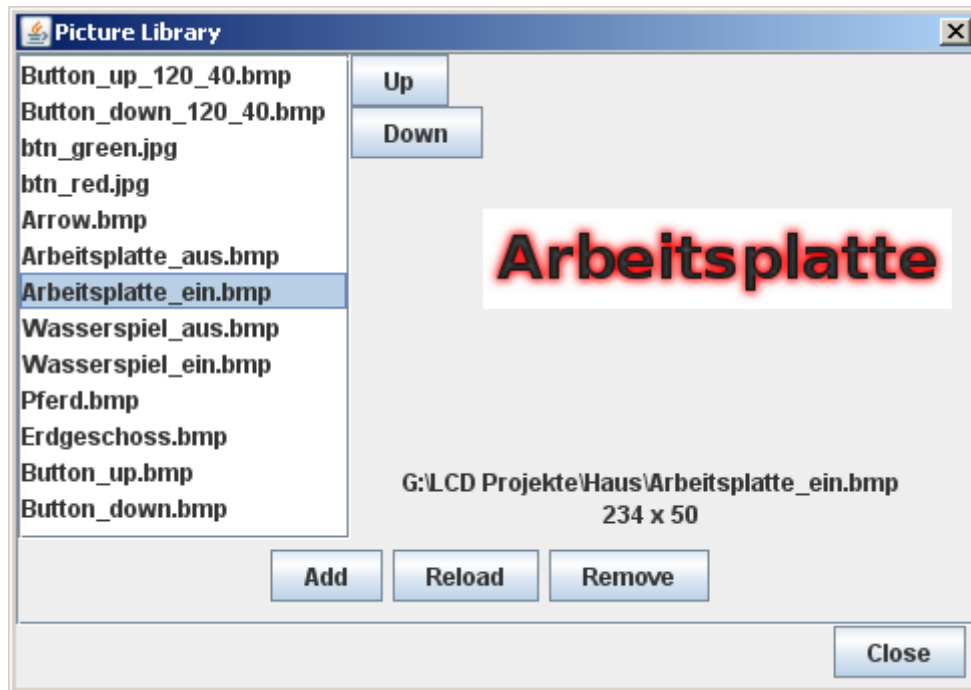 Picture Library
Button_up_120_40.bmp
Button_down_120_40.bmp
btn_green.jpg
btn_red.jpg
Arrow.bmp
Arbeitsplatte_aus.bmp
Arbeitsplatte_ein.bmp
Wasserspiel_aus.bmp
Wasserspiel_ein.bmp
Pferd.bmp
Erdgeschoss.bmp
Button_up.bmp
Button_down.bmp
Up
Down
Arbeitsplatte
G:\LCD Projekte\Haus\Arbeitsplatte_ein.bmp
234 x 50
Add Reload Remove
Close